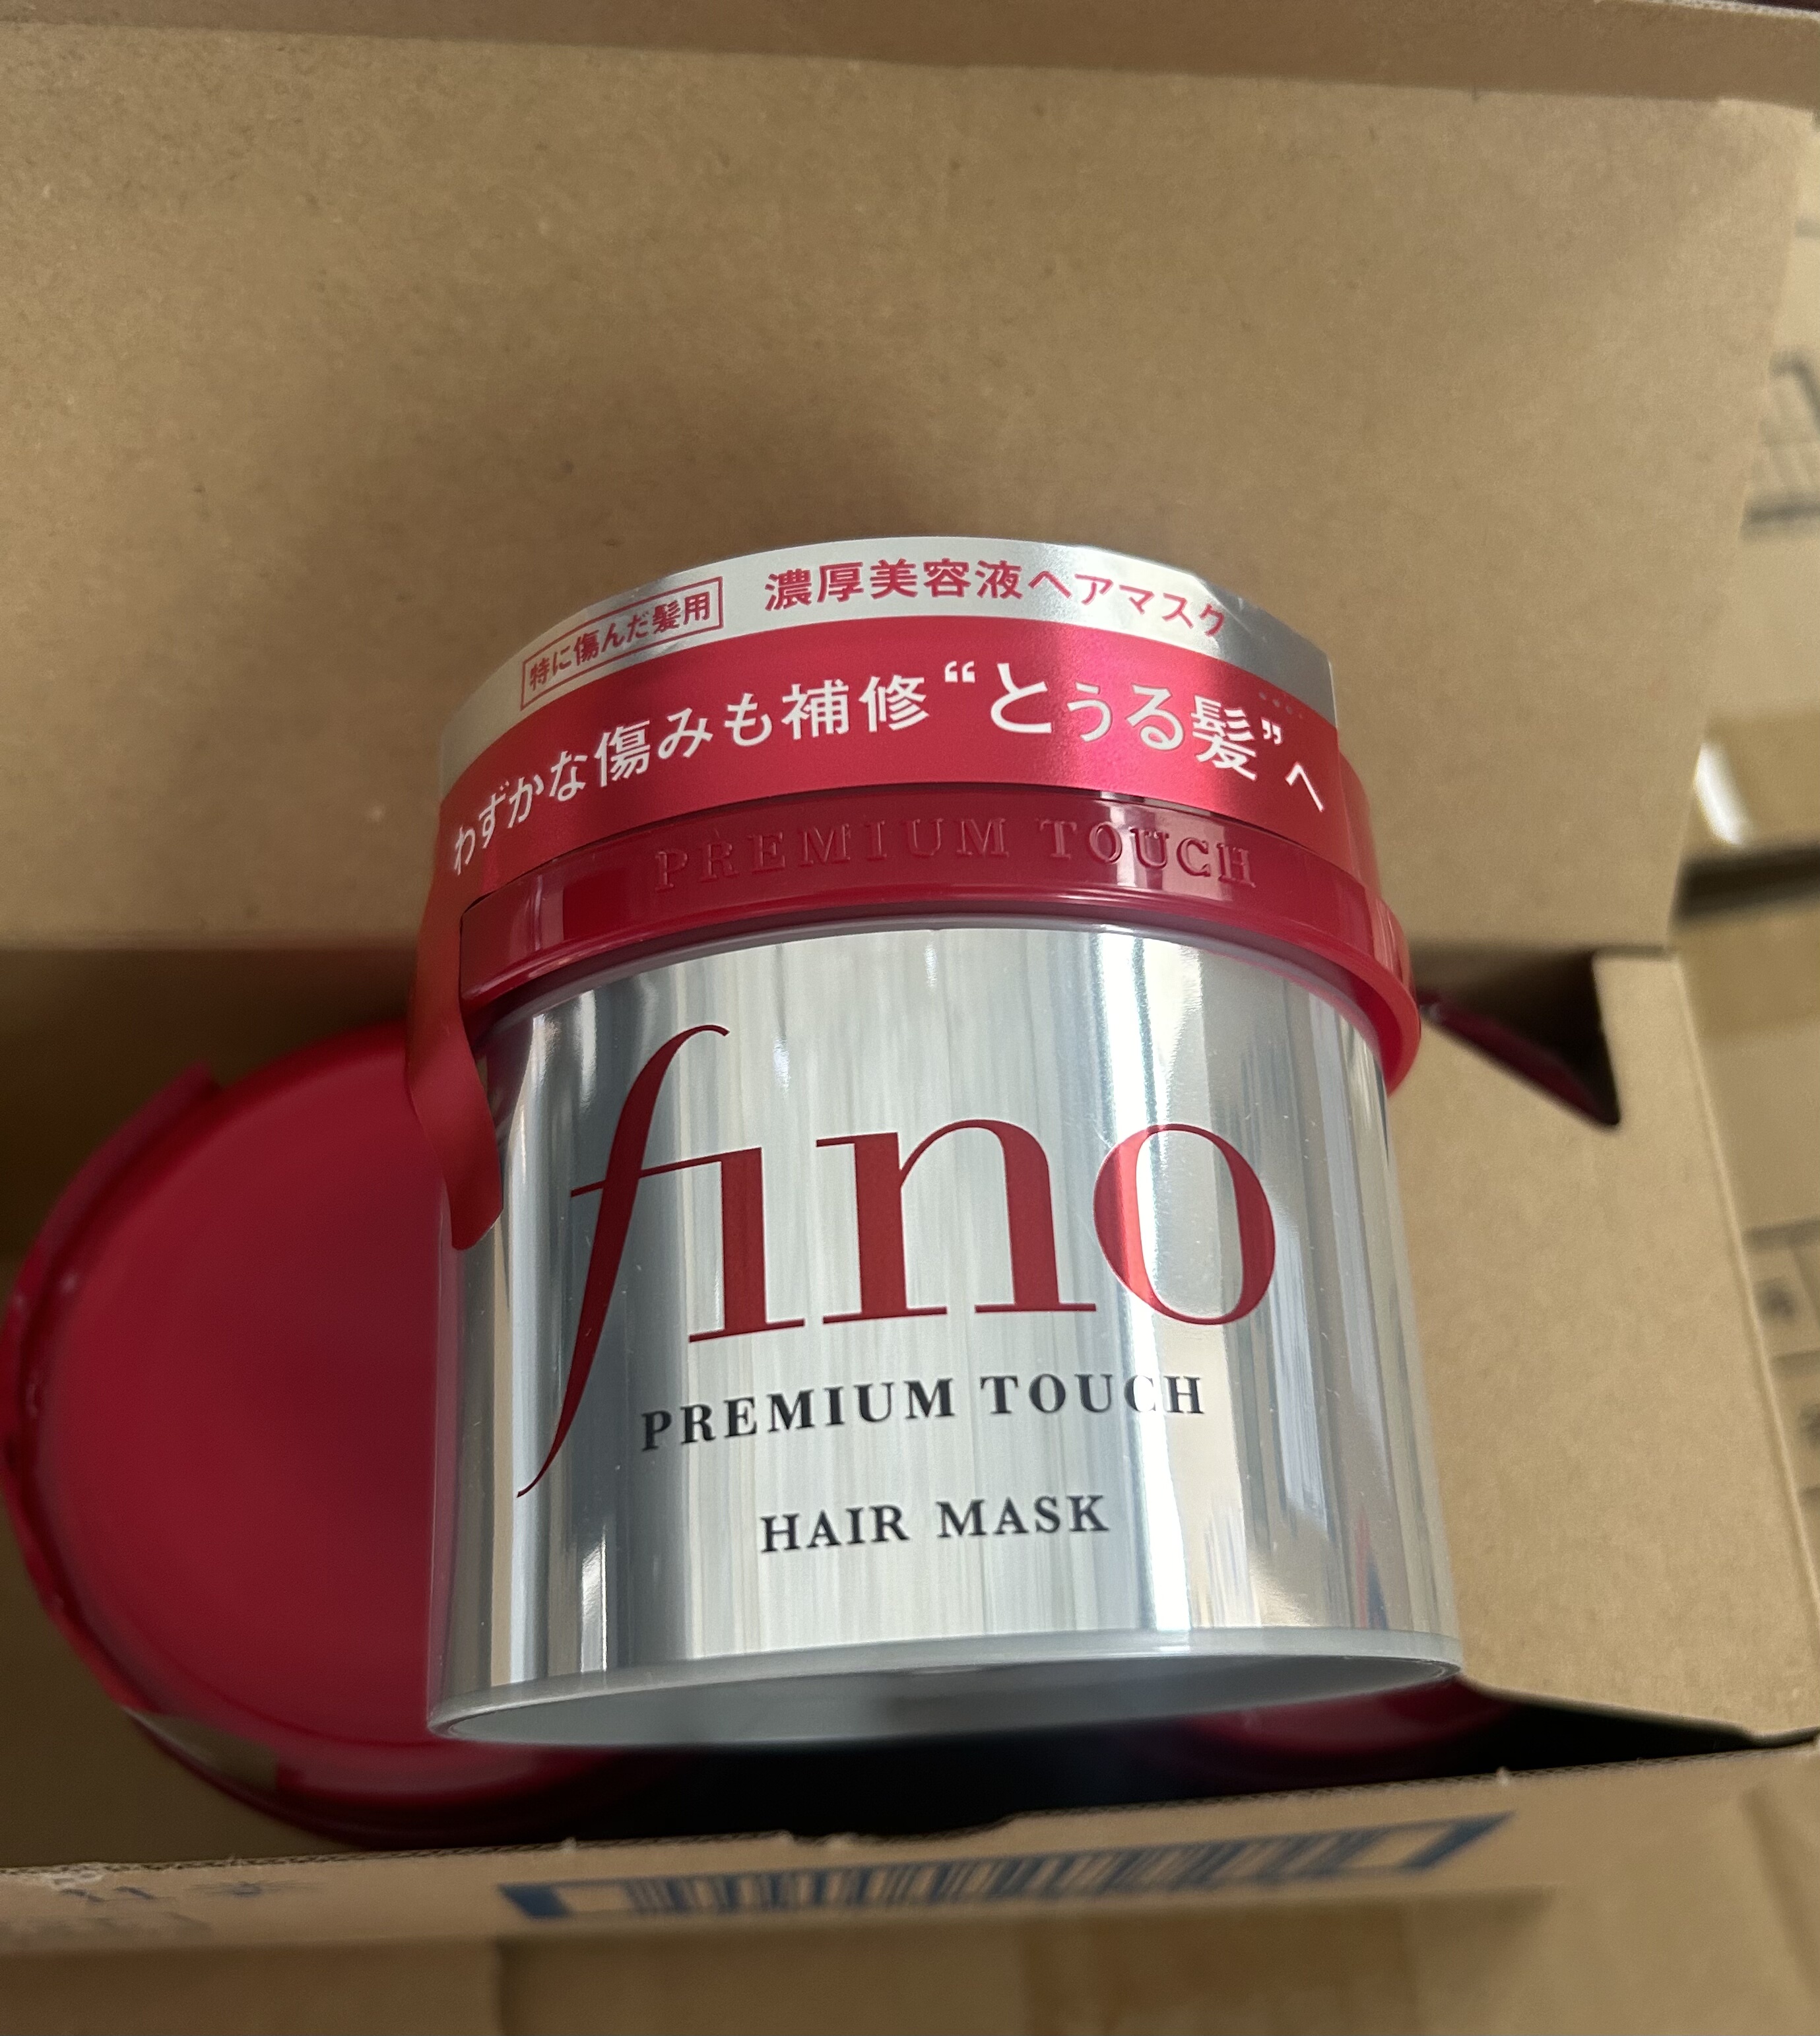 特に傷んだ髪用 濃厚美容液ヘアマスク
わずかな傷みも補修“とぅる髪”へ
PREMIUM TOUCH
fino
PREMIUM TOUCH
HAIR MASK